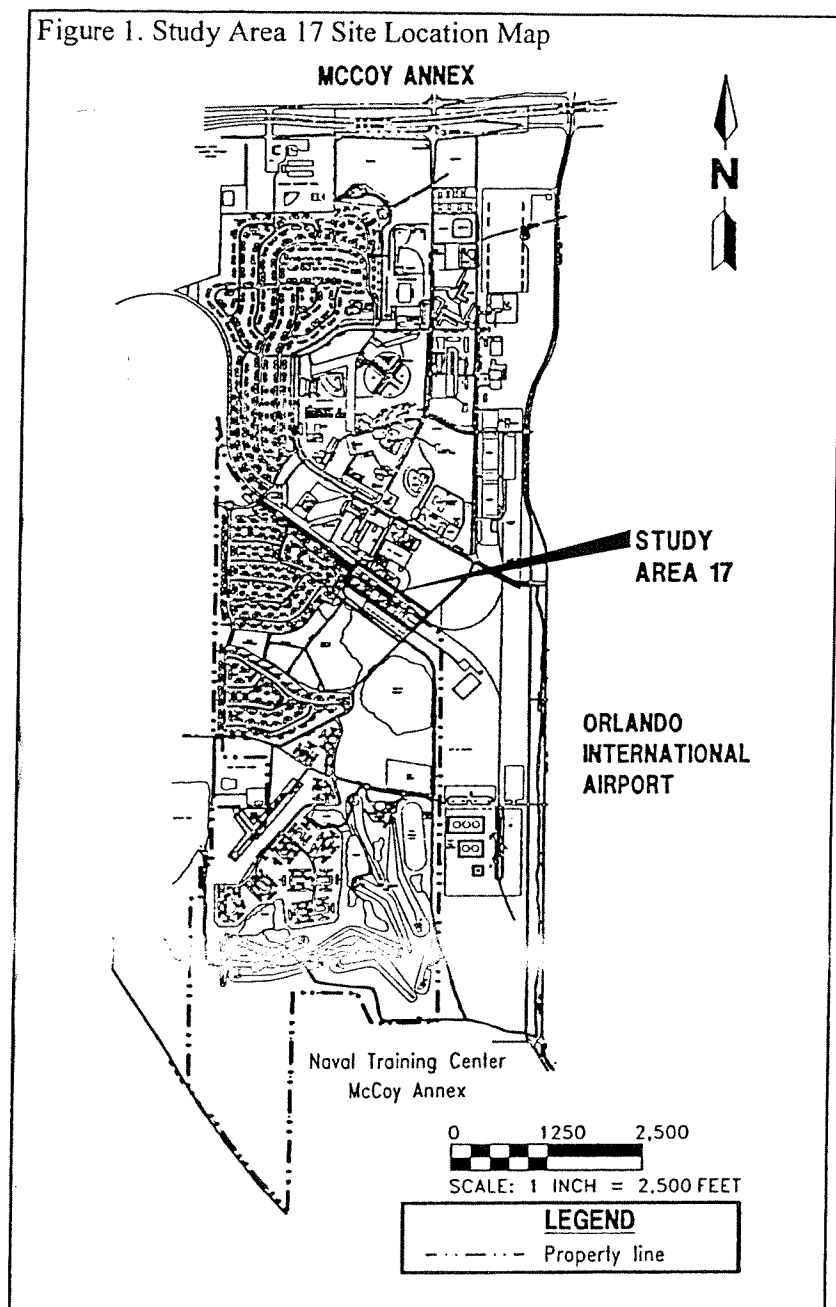 Figure 1. Study Area 17 Site Location Map
MCCOY ANNEX
N
STUDY
AREA 17
ORLANDO
INTERNATIONAL
AIRPORT
Naval Training Center
McCoy Annex
0 1250 2,500
SCALE: 1 INCH = 2,500 FEET
LEGEND
Property line